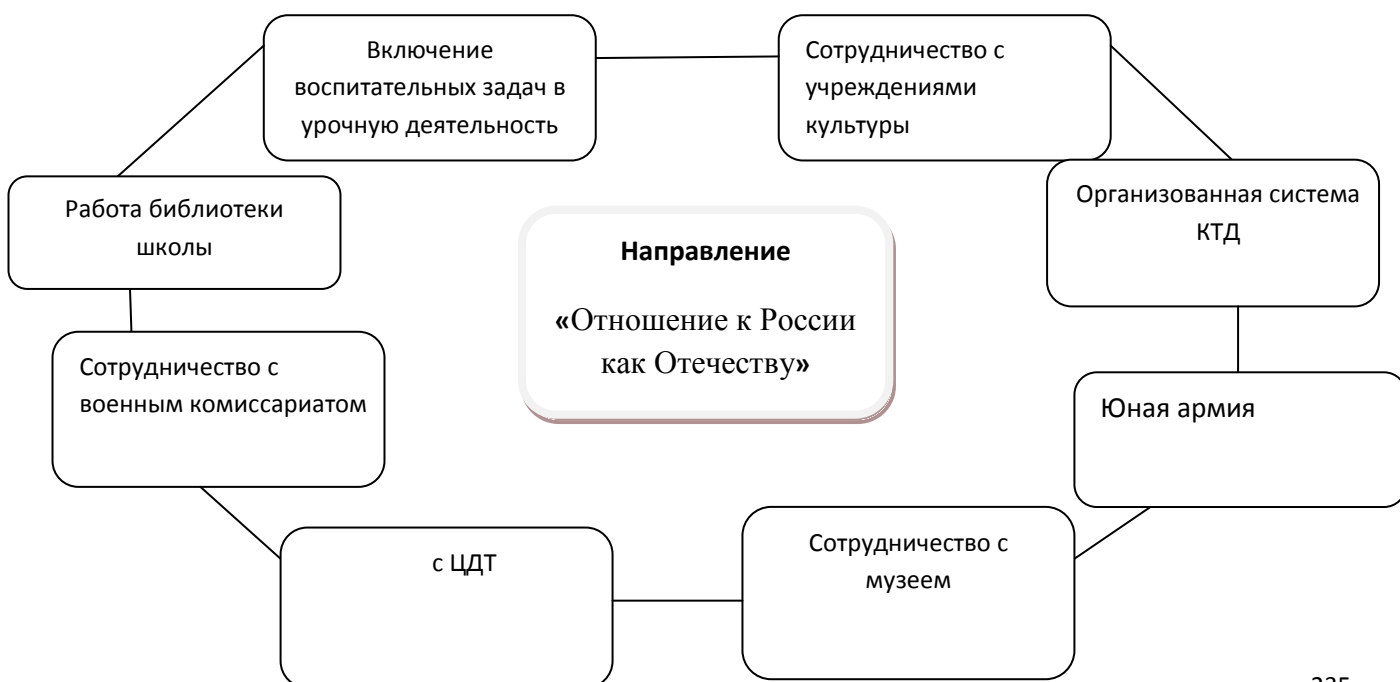 Включение
воспитательных задач в
урочную деятельность
Сотрудничество с
учреждениями
культуры
Работа библиотеки
школы
Организованная система
КТД
Направление
«Отношение к России
как Отечеству»
Сотрудничество с
военным комиссариатом
Юная армия
с ЦДТ
Сотрудничество с
музеем